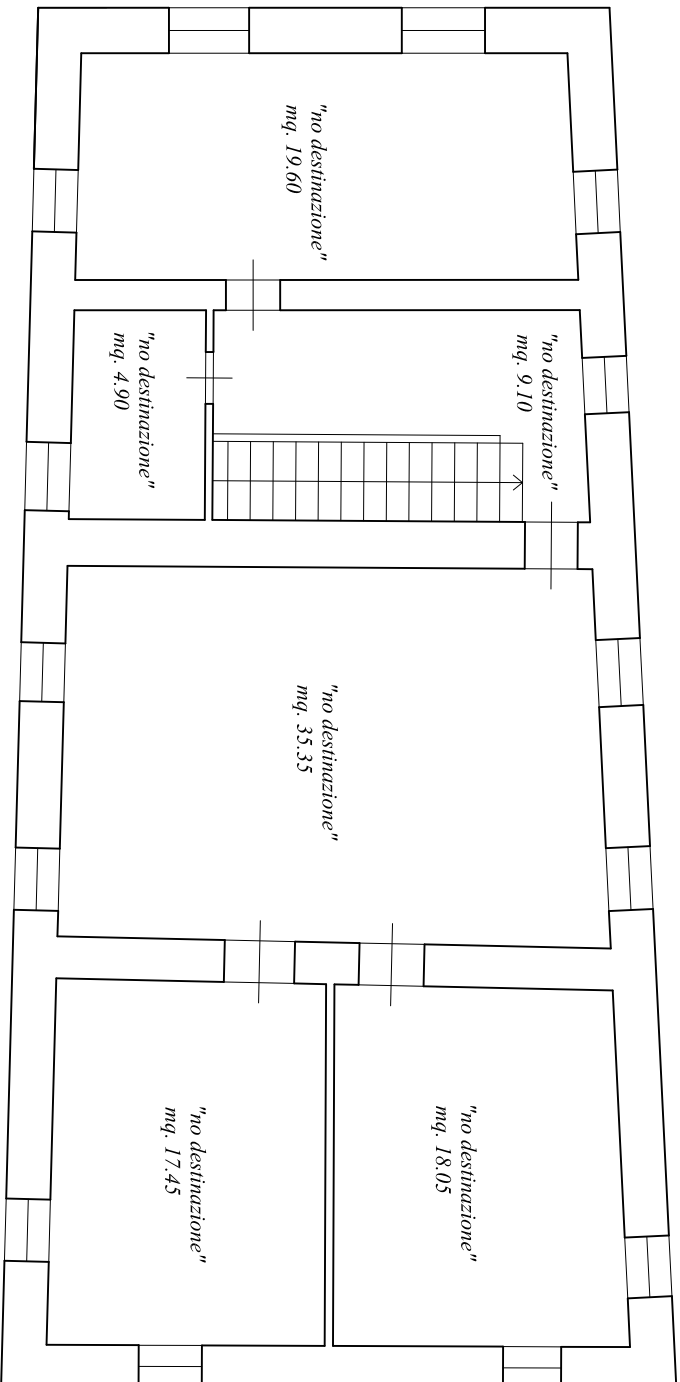 "no destinazione"
mq. 19.60
"no destinazione"
mq. 4.90
"no destinazione"
mq. 9.10
"no destinazione"
mq. 35.35
"no destinazione"
mq. 17.45
"no destinazione"
mq. 18.05